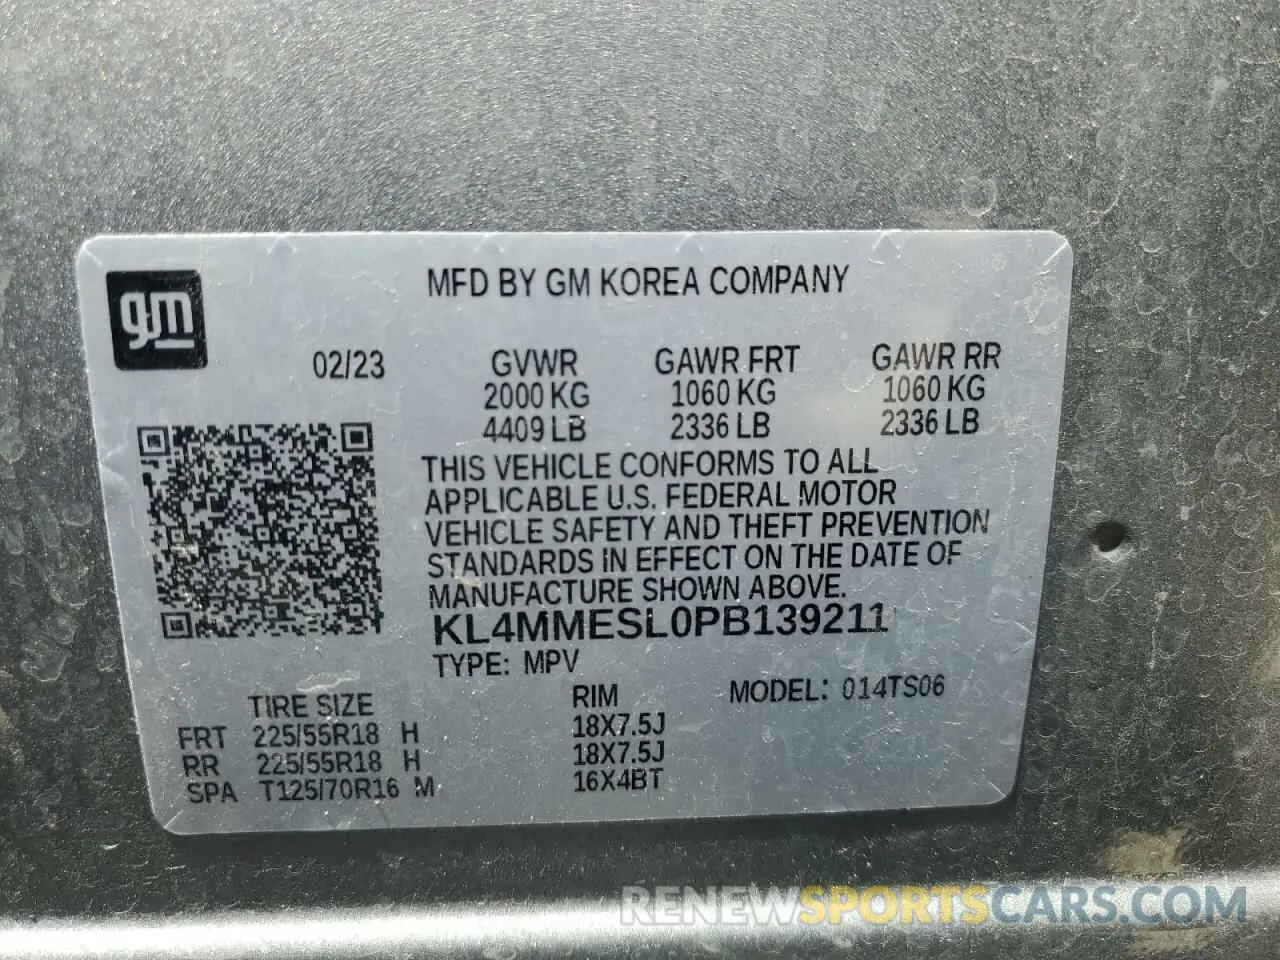 gm
MFD BY GM KOREA COMPANY
02/23 GVWR GAWR FRT GAWR RR
2000 KG 1060 KG 1060 KG
4409 LB 2336 LB 2336 LB
THIS VEHICLE CONFORMS TO ALL
APPLICABLE U.S. FEDERAL MOTOR
VEHICLE SAFETY AND THEFT PREVENTION
STANDARDS IN EFFECT ON THE DATE OF
MANUFACTURE SHOWN ABOVE.
KL4MMESL0PB139211
TYPE: MPV
TIRE SIZE RIM MODEL: 014TS06
FRT 225/55R18 H 18X7.5J
RR 225/55R18 H 18X7.5J
SPA T125/70R16 M 16X4BT
RENEWSPORTSCARS.COM